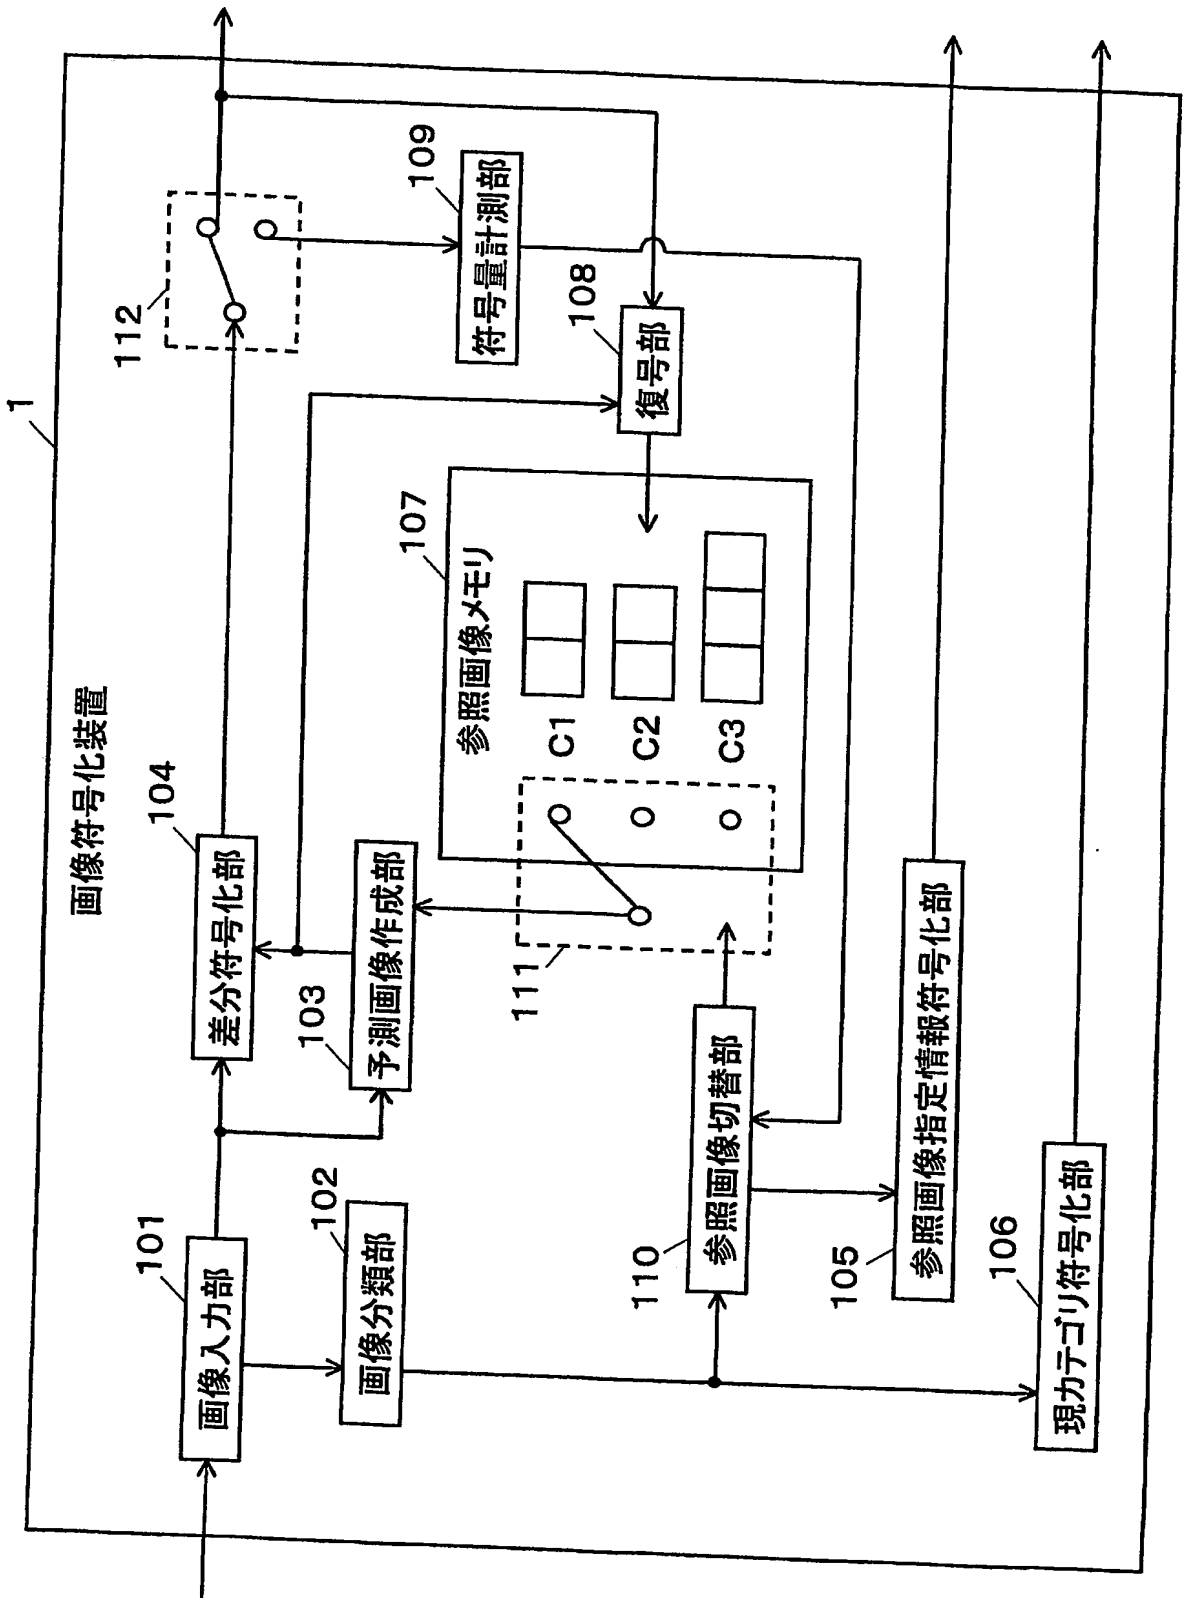 1
画像符号化装置
101
画像入力部
102
画像分類部
103
予測画像作成部
104
差分符号化部
112
109
符号量計測部
108
復号部
107
参照画像メモリ
C1
C2
C3
111
110
参照画像切替部
105
参照画像指定情報符号化部
106
現カテゴリ符号化部